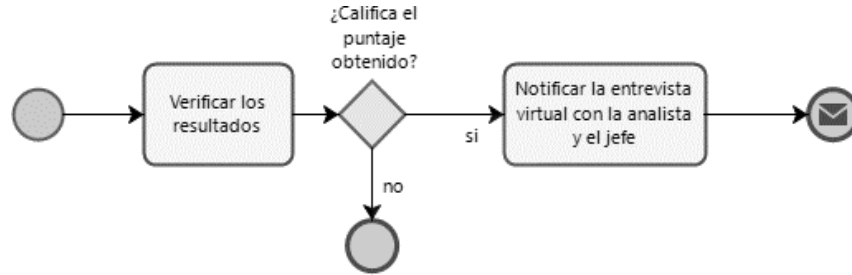 ¿Califica el
puntaje
obtenido?
Verificar los
resultados
Notificar la entrevista
virtual con la analista
y el jefe
si
no